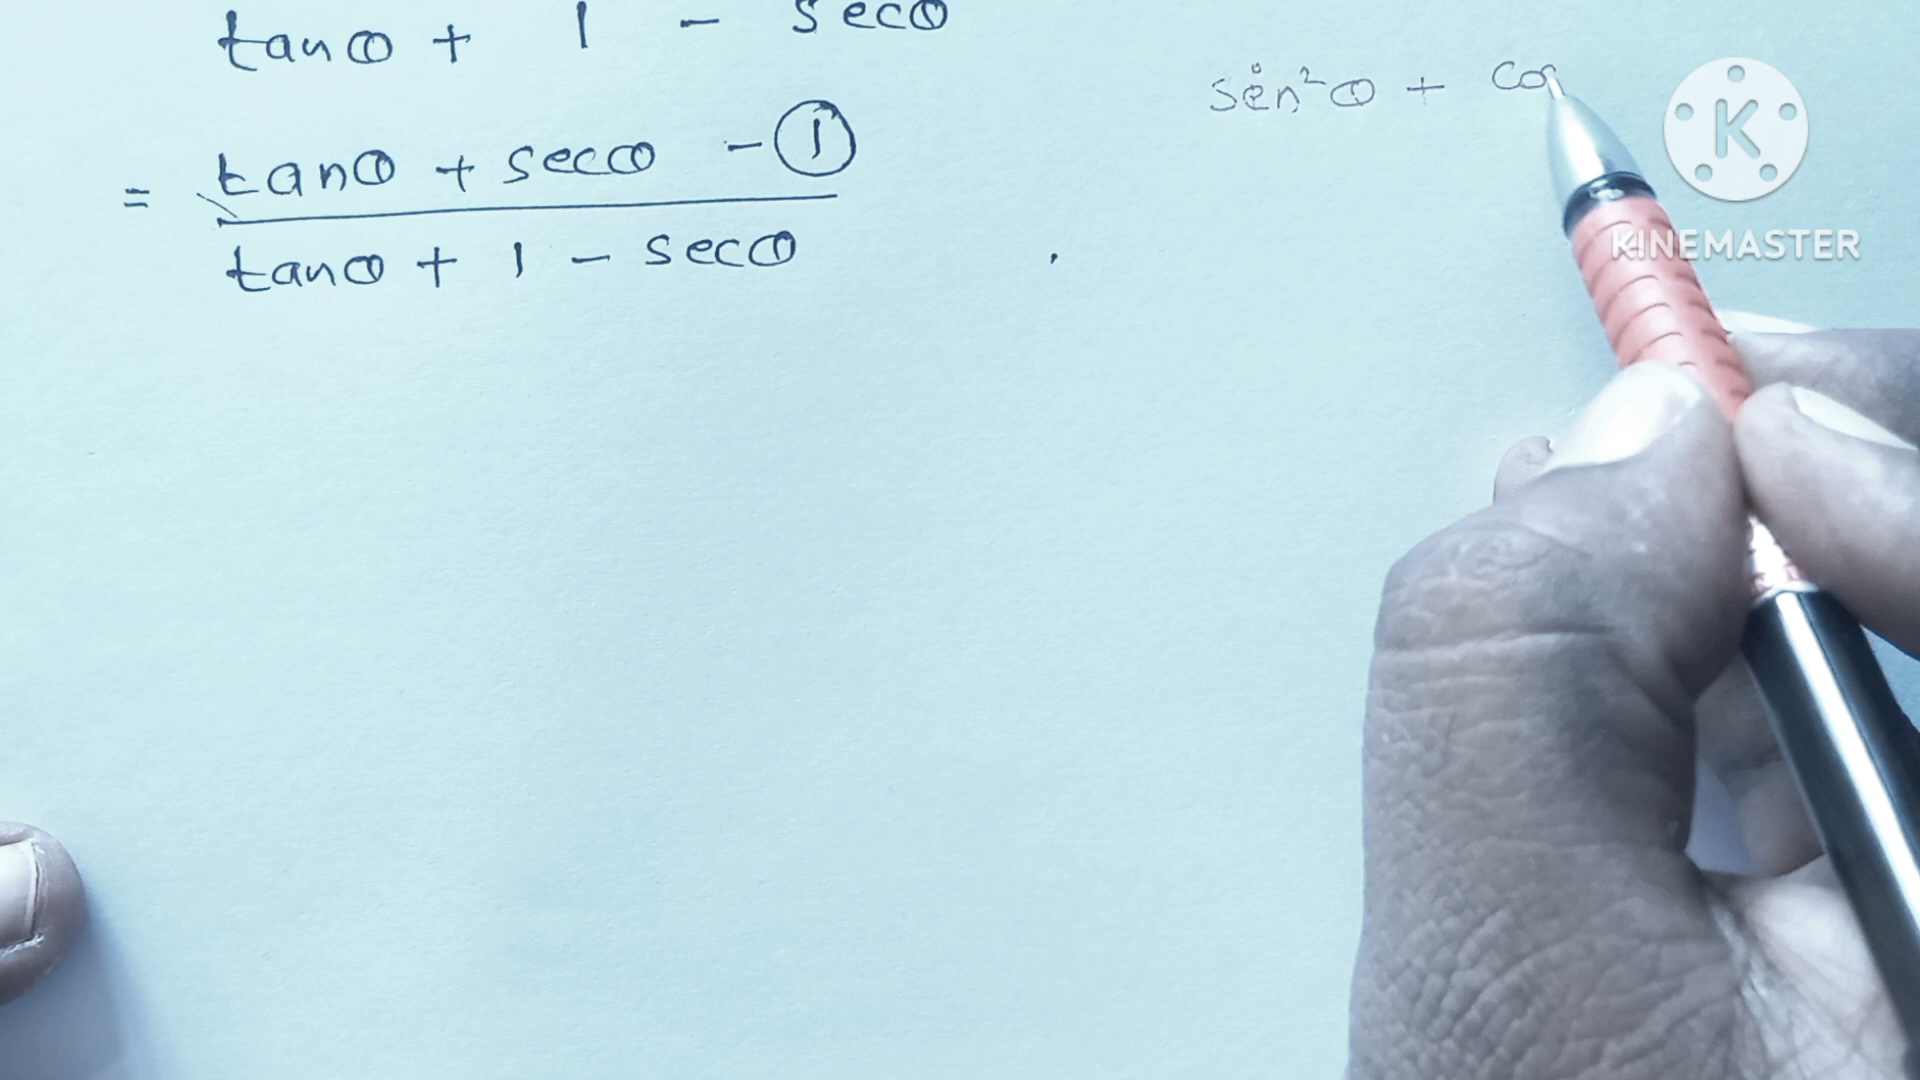 tanθ + 1 - secθ
sin²θ + cos
= tanθ + secθ - 1
tanθ + 1 - secθ
K
KINEMASTER